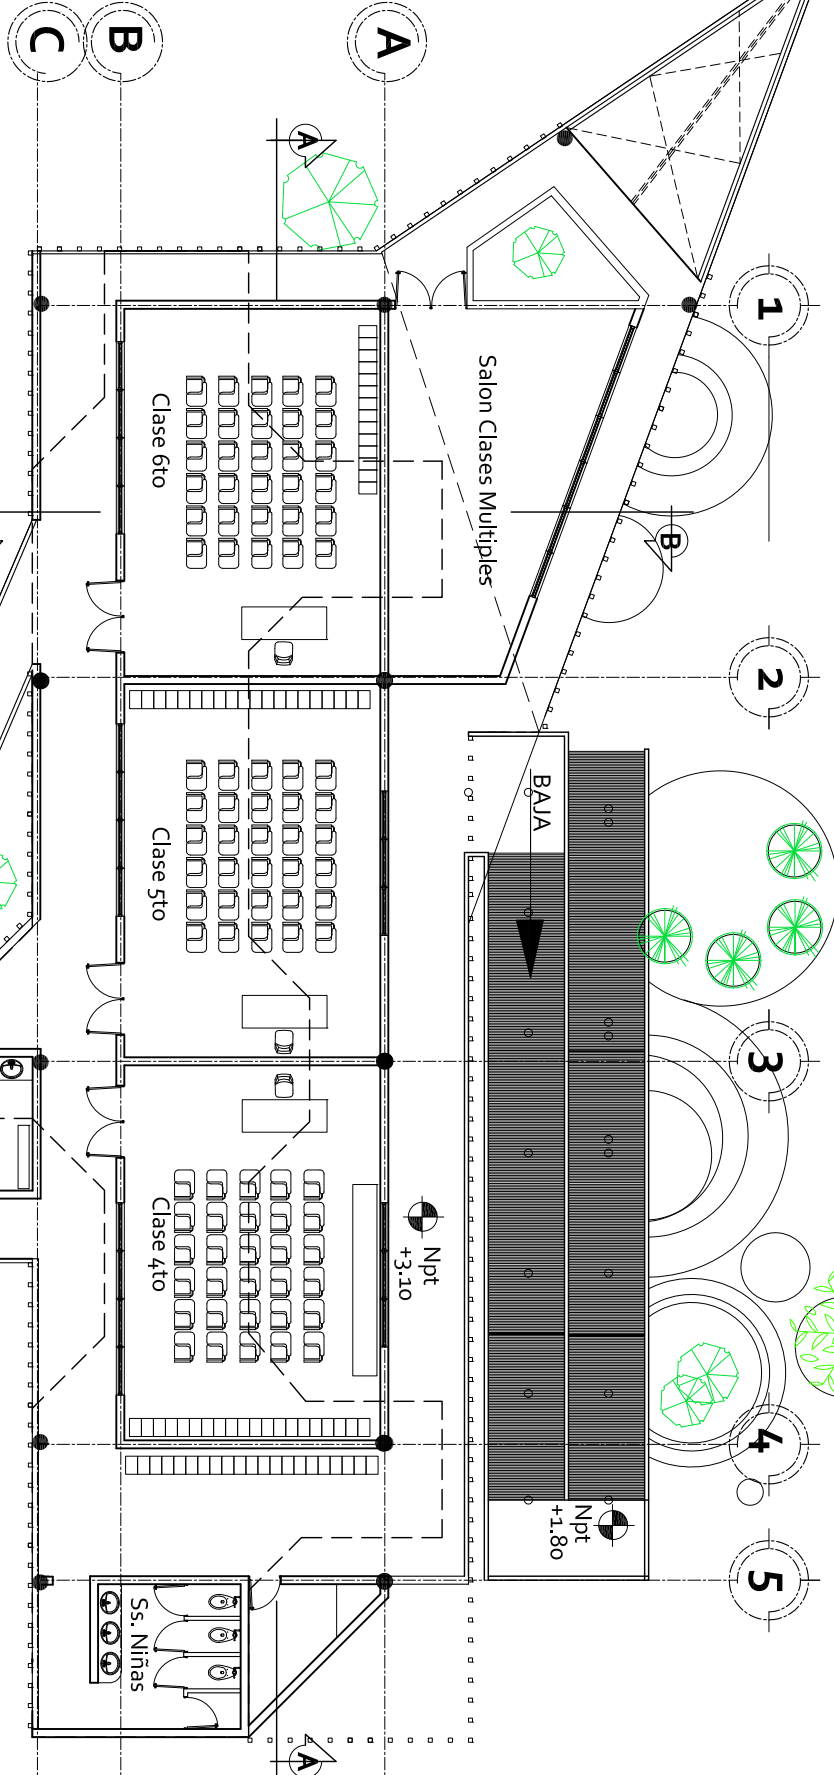 C
B
A
A
1
Salon Clases Multiples
Clase 6to
B
2
BAJA
Clase 5to
3
Clase 4to
Npt
+3.10
4
Npt
+1.80
5
Ss. Niñas
A